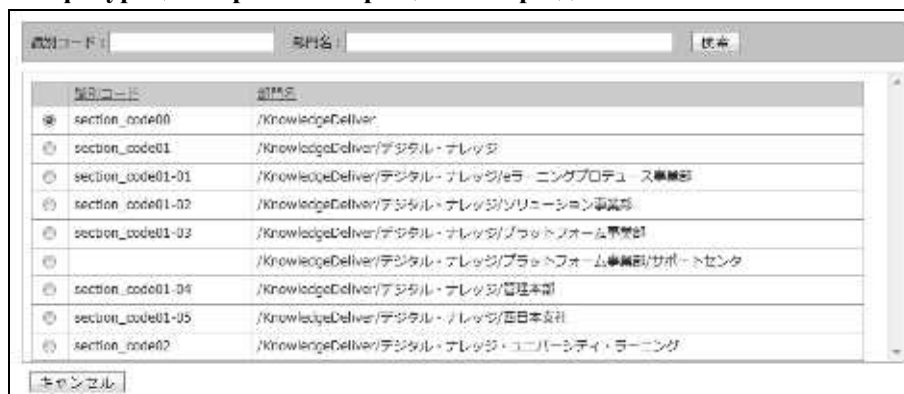 識別コード： 部門名： 検索
識別コード 部門名
section_code00 /KnowledgeDeliver
section_code01 /KnowledgeDeliver/デジタル・ナレッジ
section_code01-01 /KnowledgeDeliver/デジタル・ナレッジ/eラーニングプロデュース事業部
section_code01-02 /KnowledgeDeliver/デジタル・ナレッジ/ソリューション事業部
section_code01-03 /KnowledgeDeliver/デジタル・ナレッジ/プラットフォーム事業部
/KnowledgeDeliver/デジタル・ナレッジ/プラットフォーム事業部/サポートセンタ
section_code01-04 /KnowledgeDeliver/デジタル・ナレッジ/管理本部
section_code01-05 /KnowledgeDeliver/デジタル・ナレッジ/西日本支社
section_code02 /KnowledgeDeliver/デジタル・ナレッジ・ユニバーシティ・ラーニング
キャンセル